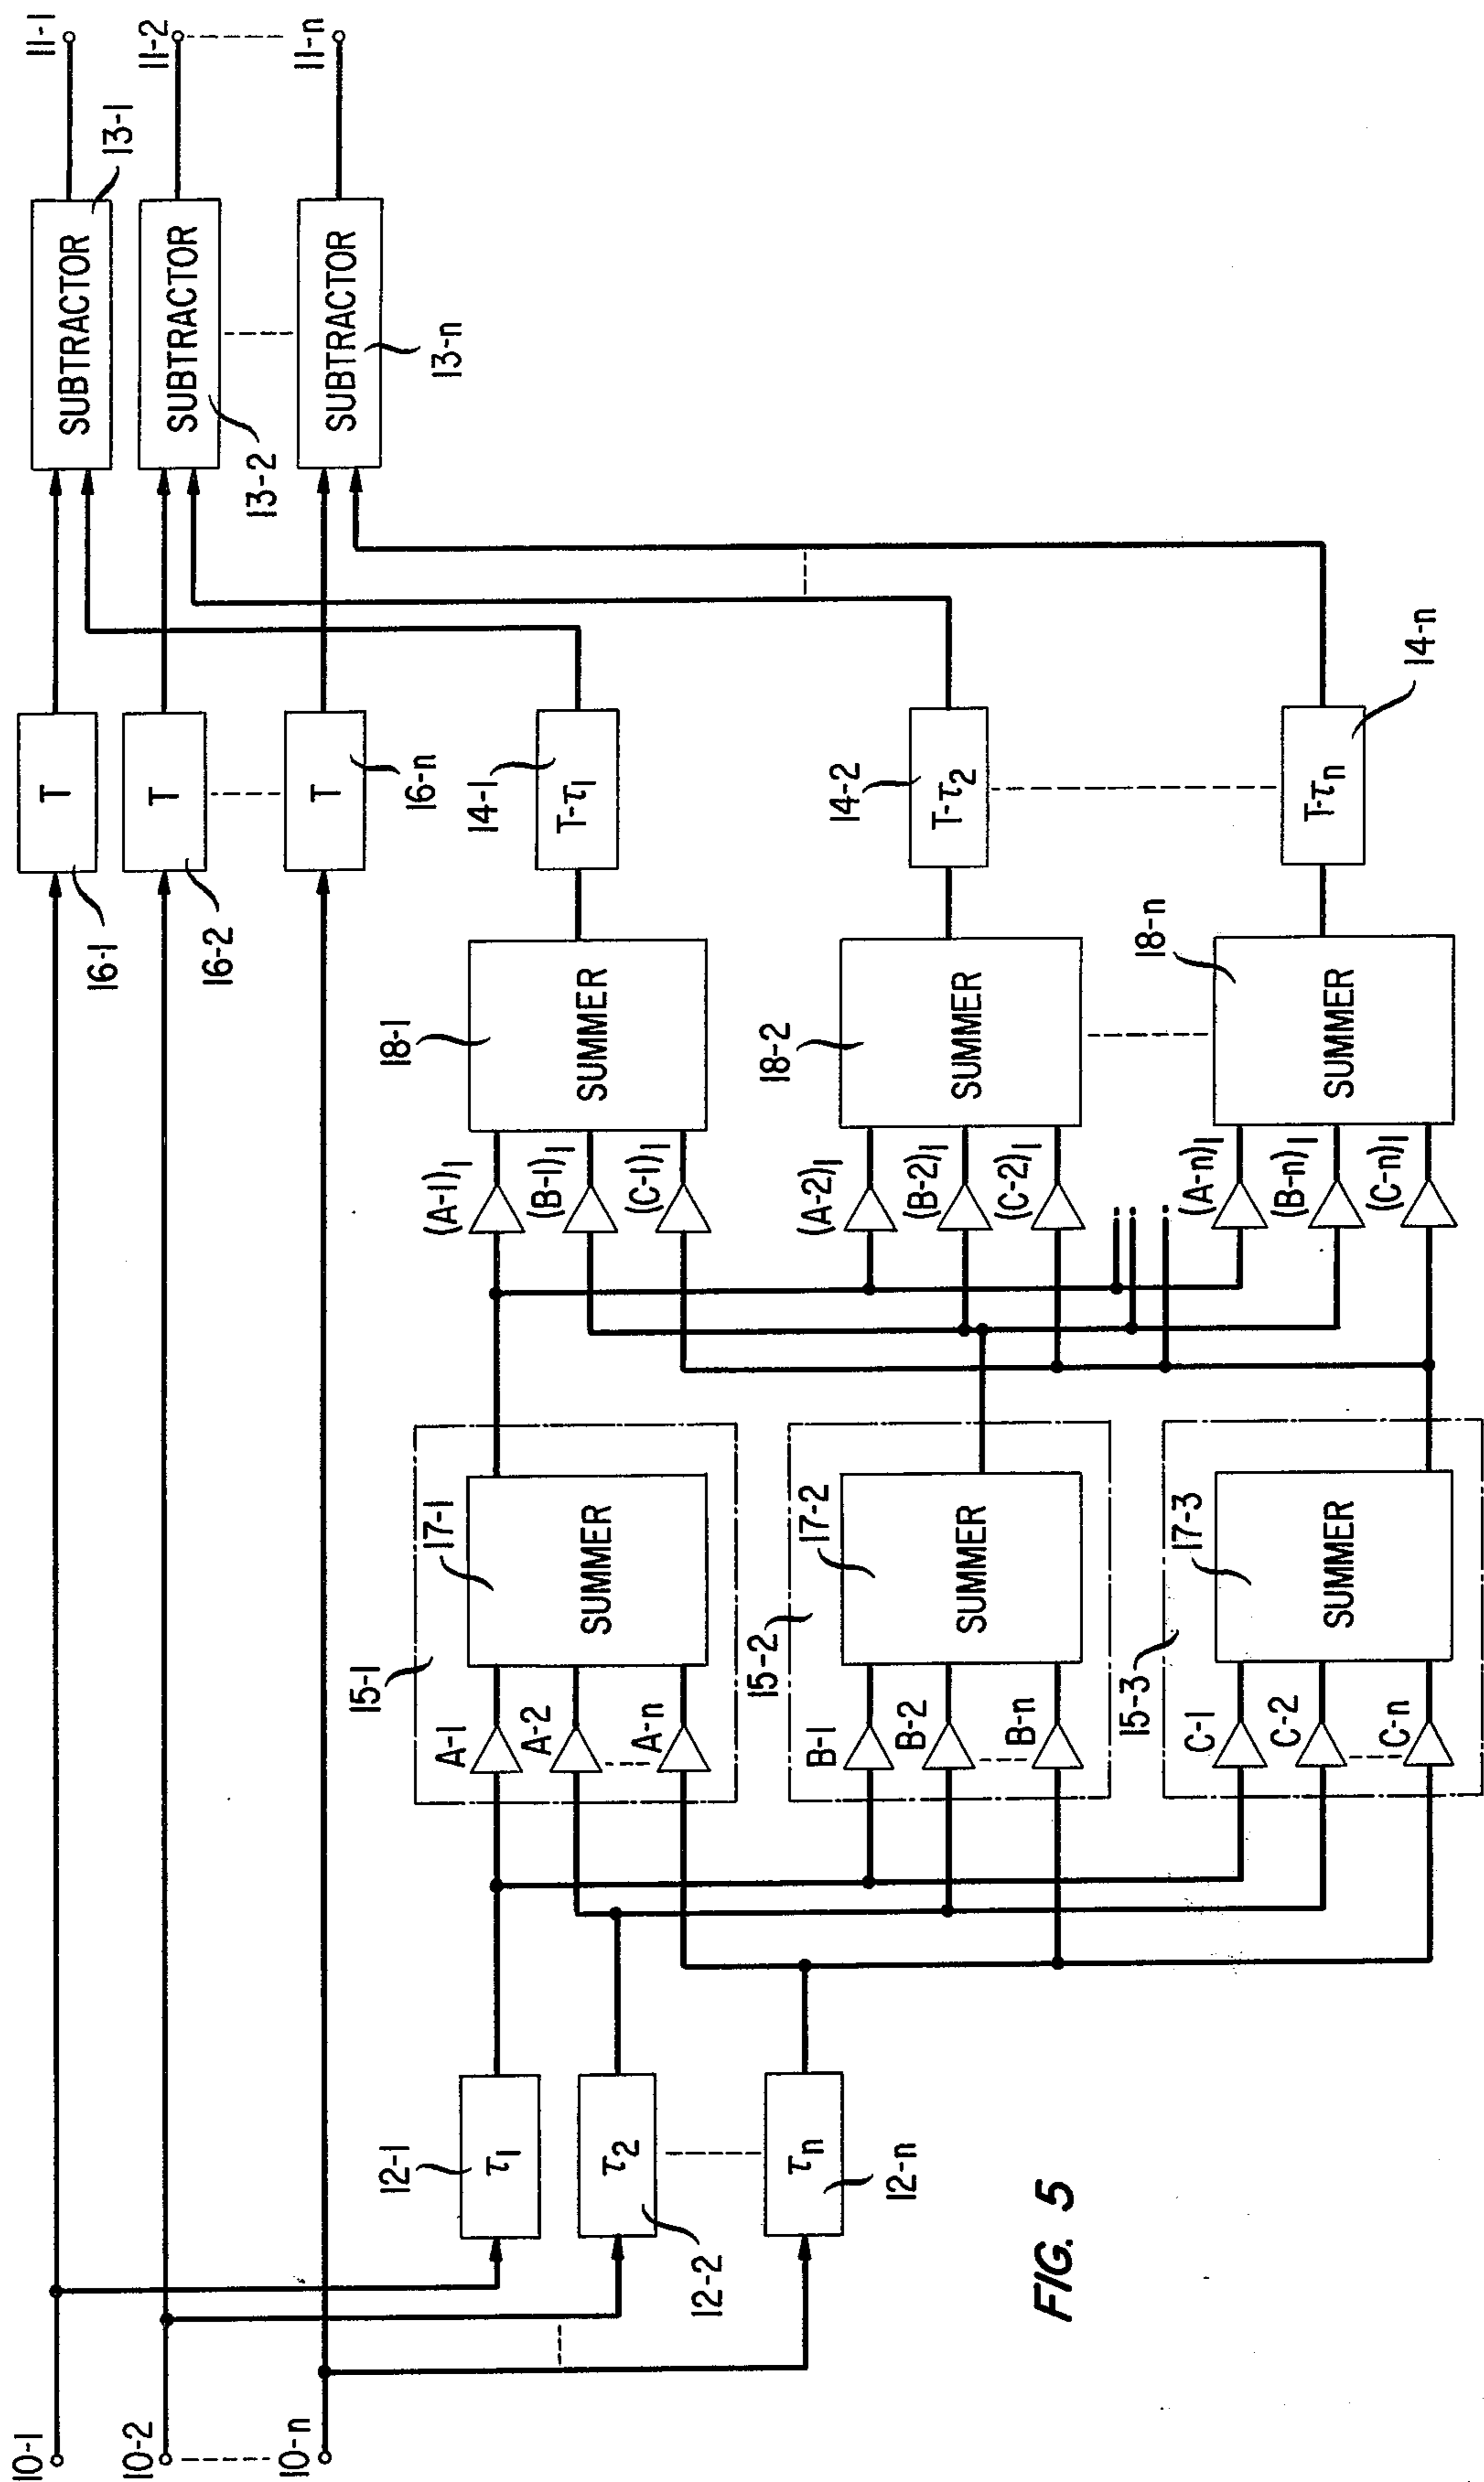 11-1
11-2
11-n
SUBTRACTOR
13-1
SUBTRACTOR
13-2
SUBTRACTOR
13-n
T
16-1
T
16-2
T
16-n
14-1
T-τ1
14-2
T-τ2
14-n
T-τn
18-1
SUMMER
18-2
SUMMER
18-n
SUMMER
(A-1)1
(B-1)1
(C-1)1
(A-2)1
(B-2)1
(C-2)1
(A-n)1
(B-n)1
(C-n)1
15-1
17-1
SUMMER
A-1
A-2
A-n
15-2
17-2
SUMMER
B-1
B-2
B-n
15-3
17-3
SUMMER
C-1
C-2
C-n
12-1
τ1
12-2
τ2
12-n
τn
10-1
10-2
10-n
FIG. 5